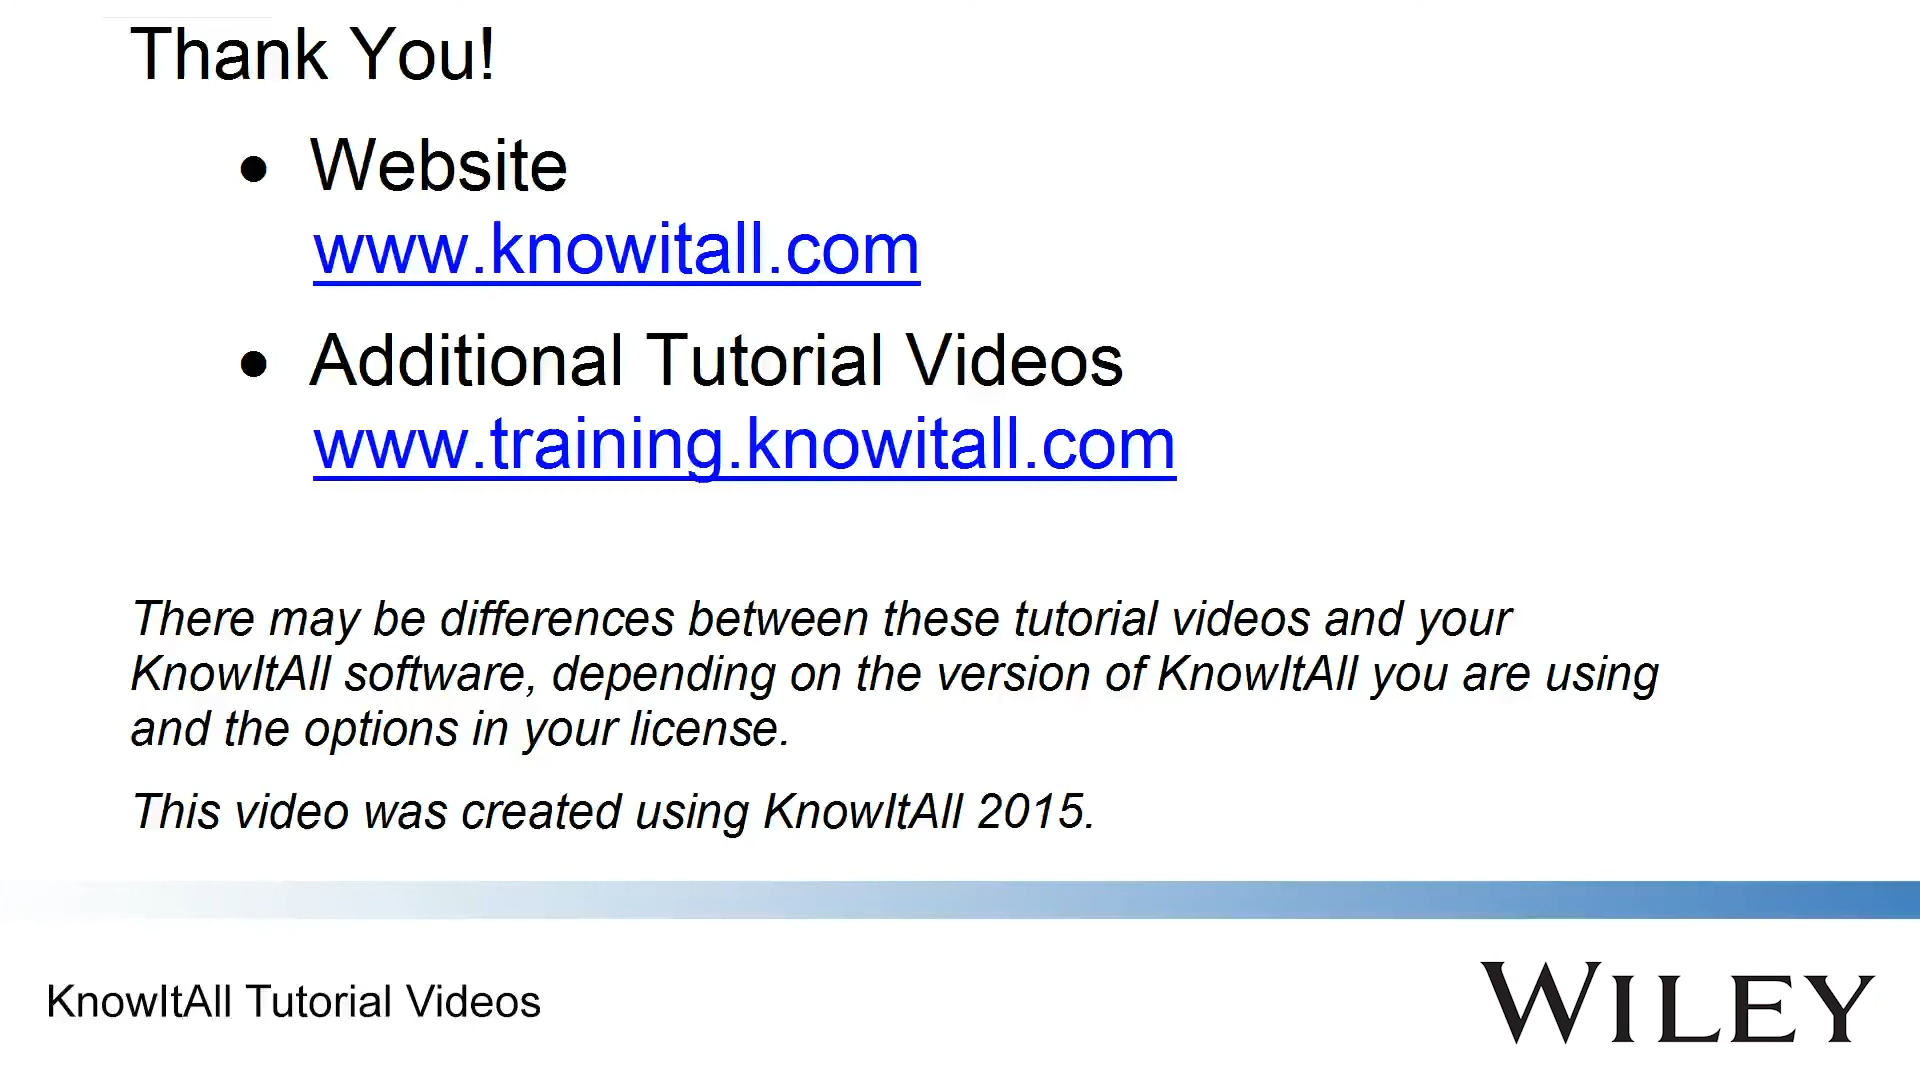 Thank You!
• Website
www.knowitall.com
• Additional Tutorial Videos
www.training.knowitall.com
There may be differences between these tutorial videos and your
KnowItAll software, depending on the version of KnowItAll you are using
and the options in your license.
This video was created using KnowItAll 2015.
KnowItAll Tutorial Videos
WILEY